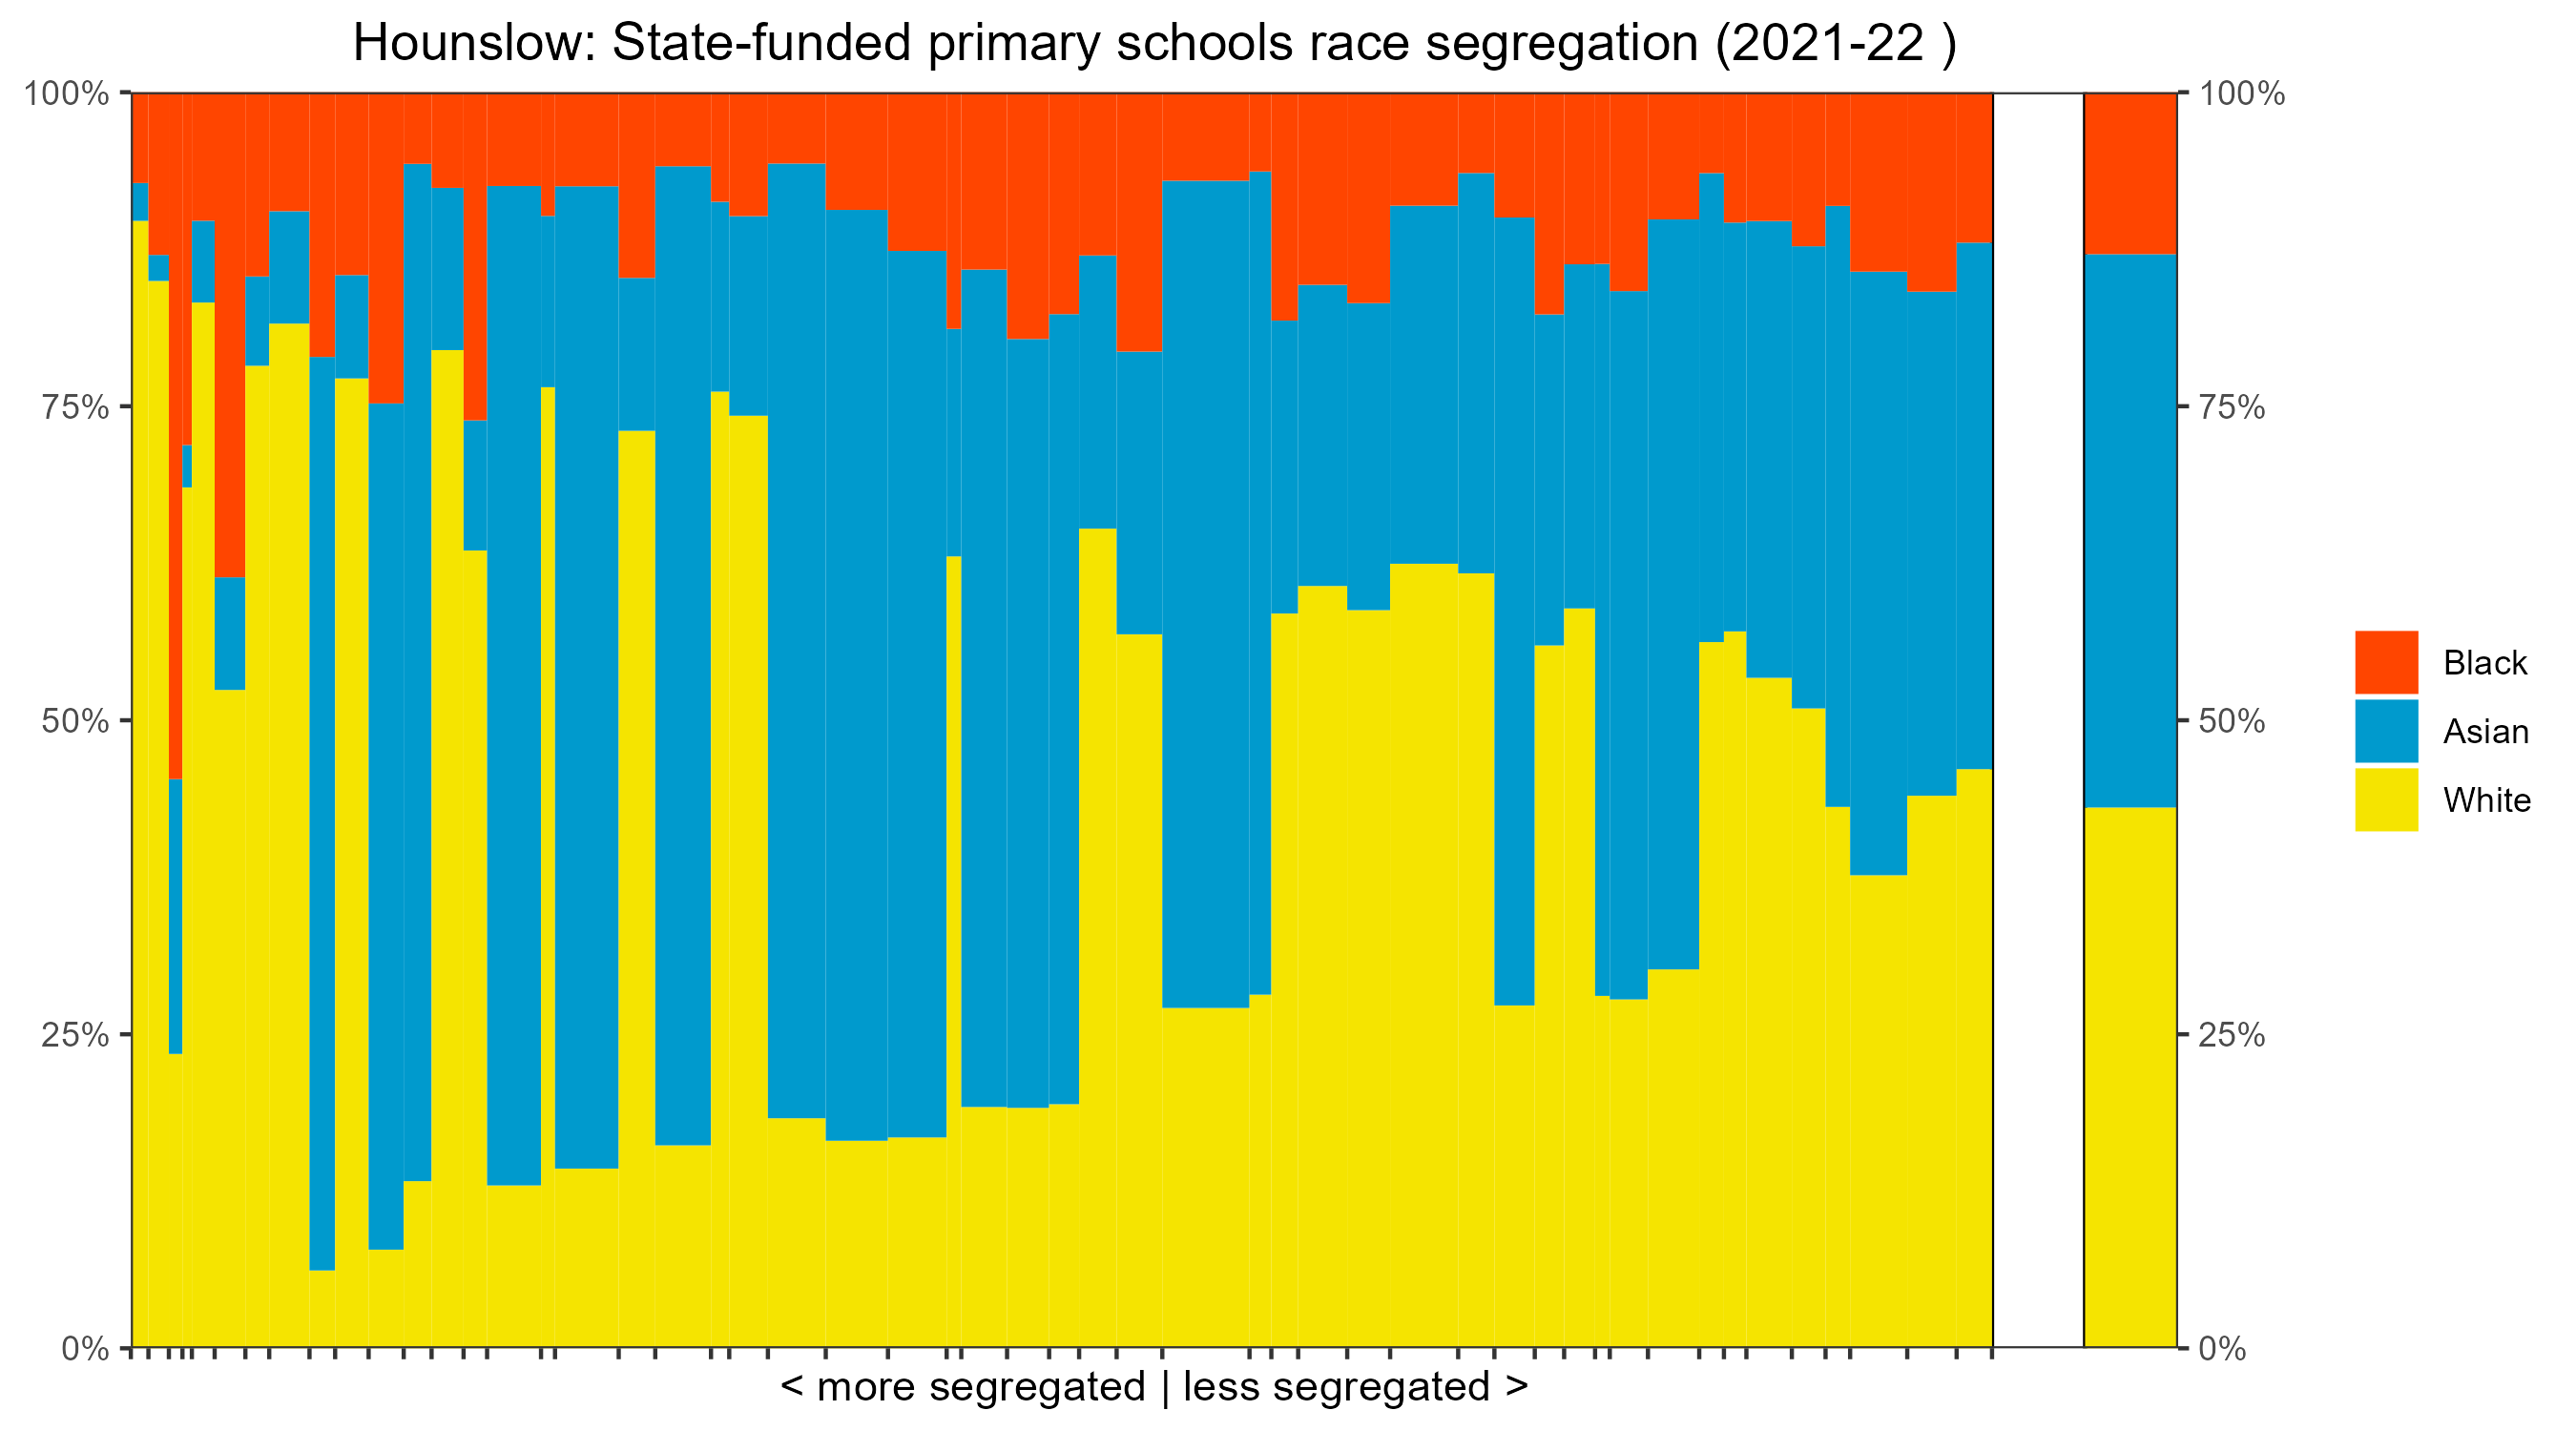 Hounslow: State-funded primary schools race segregation (2021-22 )
100%
75%
50%
25%
0%
100%
75%
50%
25%
0%
Black
Asian
White
< more segregated | less segregated >